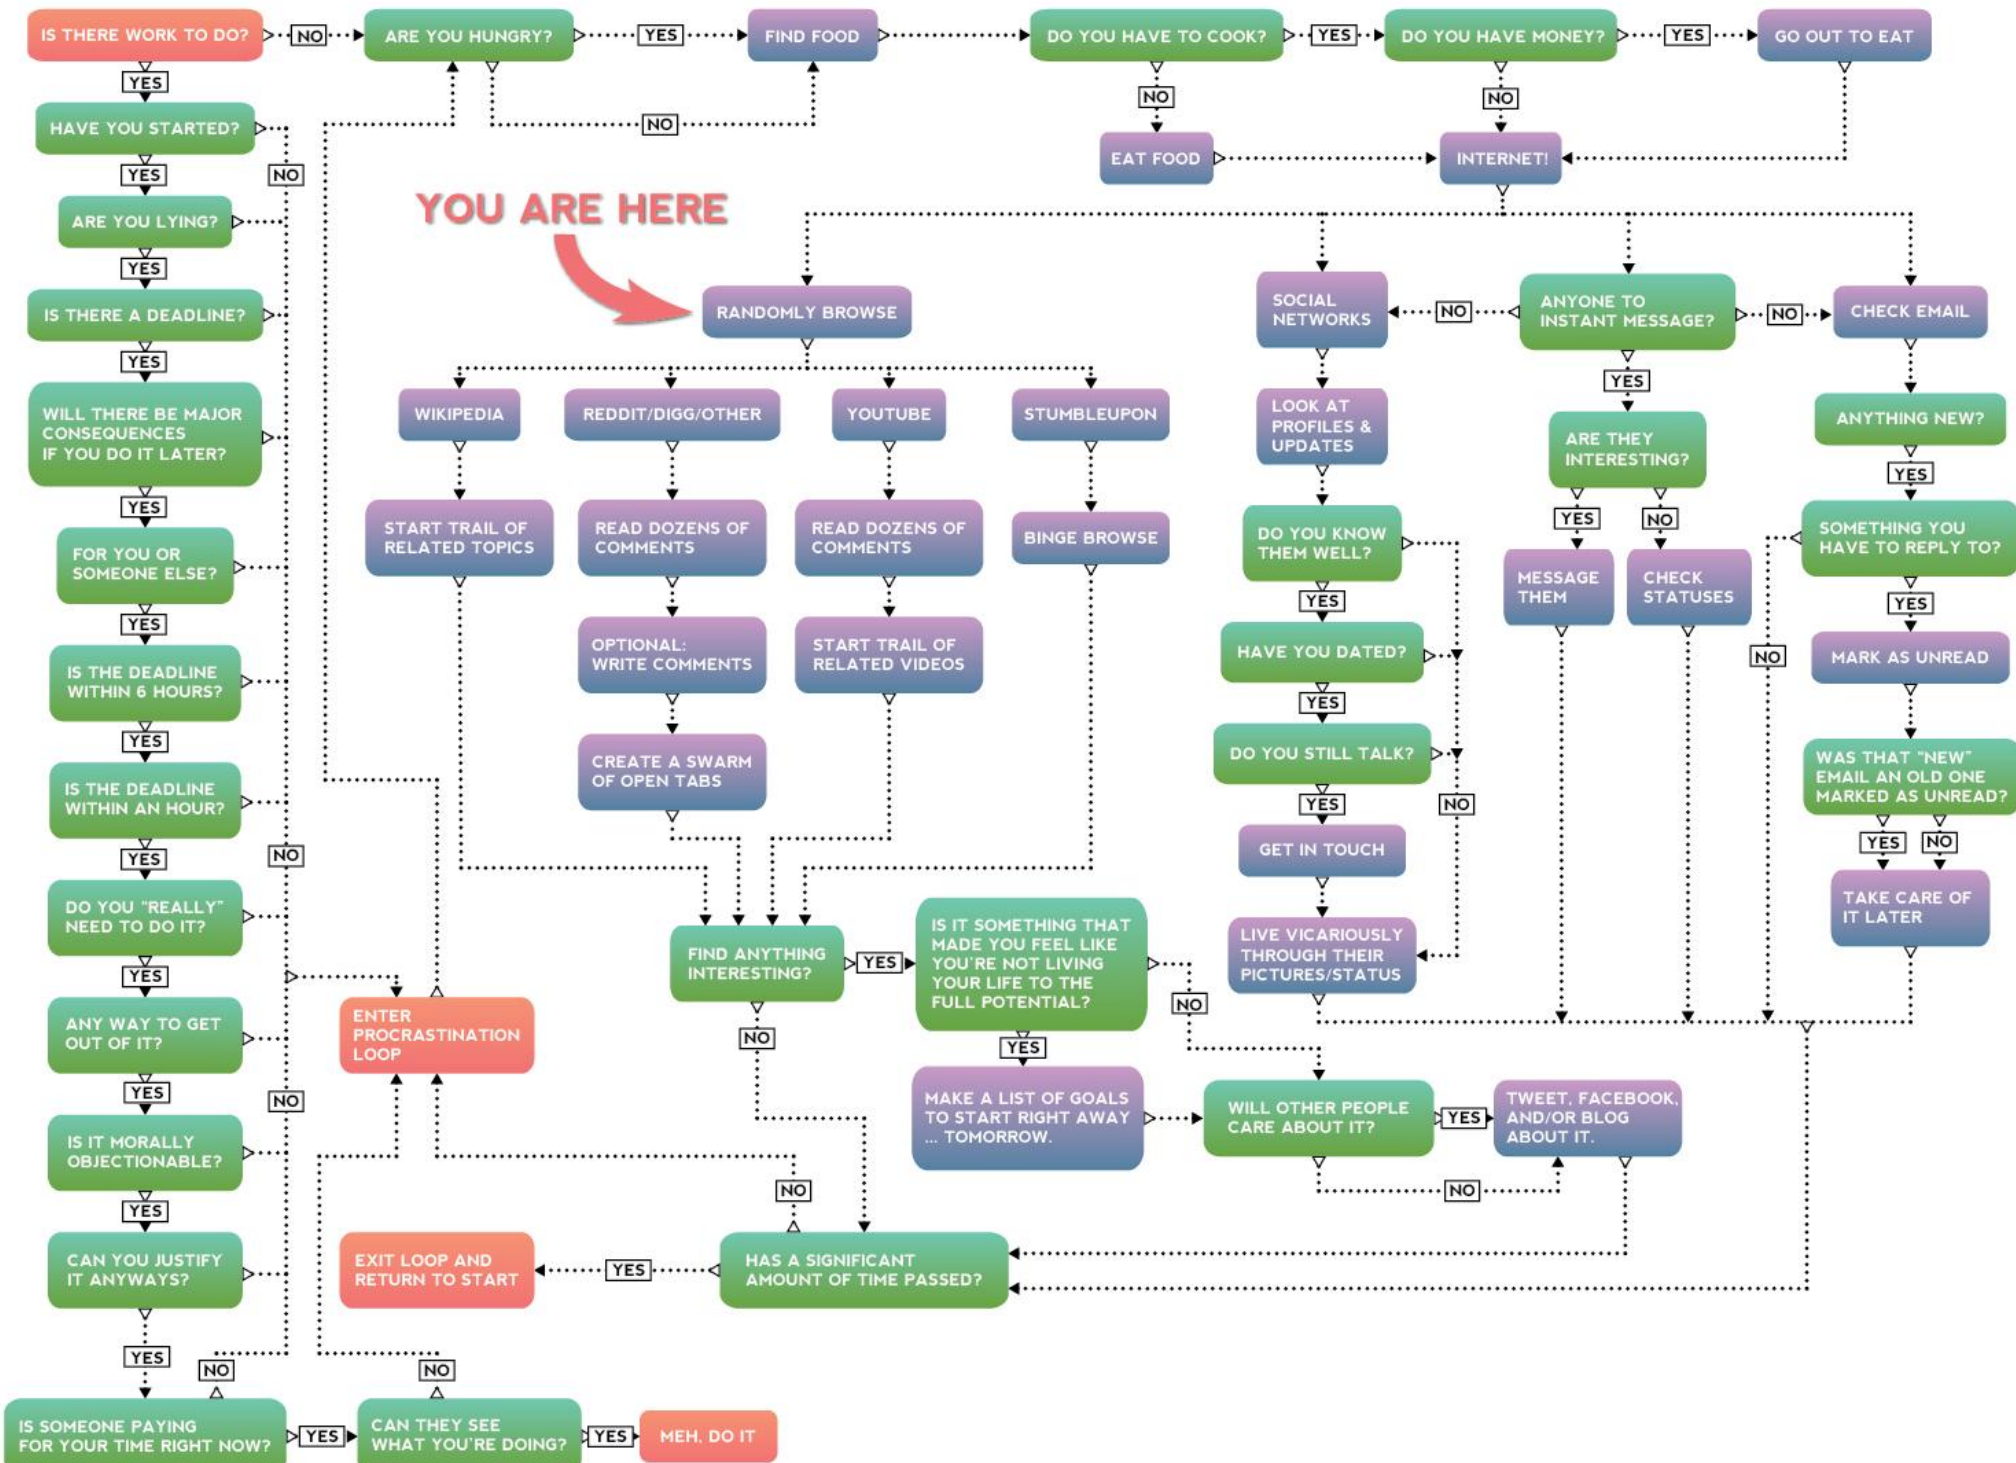 IS THERE WORK TO DO?
NO
ARE YOU HUNGRY?
YES
FIND FOOD
DO YOU HAVE TO COOK?
YES
DO YOU HAVE MONEY?
YES
GO OUT TO EAT
YES
NO
NO
NO
HAVE YOU STARTED?
EAT FOOD
INTERNET!
YES
NO
YOU ARE HERE
ARE YOU LYING?
YES
IS THERE A DEADLINE?
YES
RANDOMLY BROWSE
SOCIAL
NETWORKS
NO
ANYONE TO
INSTANT MESSAGE?
NO
CHECK EMAIL
YES
WILL THERE BE MAJOR
CONSEQUENCES
IF YOU DO IT LATER?
WIKIPEDIA
REDDIT/DIGG/OTHER
YOUTUBE
STUMBLEUPON
LOOK AT
PROFILES &
UPDATES
ARE THEY
INTERESTING?
ANYTHING NEW?
YES
YES
YES
NO
FOR YOU OR
SOMEONE ELSE?
START TRAIL OF
RELATED TOPICS
READ DOZENS OF
COMMENTS
READ DOZENS OF
COMMENTS
BINGE BROWSE
DO YOU KNOW
THEM WELL?
SOMETHING YOU
HAVE TO REPLY TO?
MESSAGE
THEM
CHECK
STATUSES
YES
YES
YES
IS THE DEADLINE
WITHIN 6 HOURS?
OPTIONAL:
WRITE COMMENTS
START TRAIL OF
RELATED VIDEOS
HAVE YOU DATED?
NO
MARK AS UNREAD
YES
YES
IS THE DEADLINE
WITHIN AN HOUR?
CREATE A SWARM
OF OPEN TABS
DO YOU STILL TALK?
WAS THAT "NEW"
EMAIL AN OLD ONE
MARKED AS UNREAD?
YES
NO
YES
NO
YES
NO
GET IN TOUCH
DO YOU "REALLY"
NEED TO DO IT?
TAKE CARE OF
IT LATER
YES
FIND ANYTHING
INTERESTING?
YES
IS IT SOMETHING THAT
MADE YOU FEEL LIKE
YOU'RE NOT LIVING
YOUR LIFE TO THE
FULL POTENTIAL?
LIVE VICARIOUSLY
THROUGH THEIR
PICTURES/STATUS
NO
ANY WAY TO GET
OUT OF IT?
ENTER
PROCRASTINATION
LOOP
NO
YES
YES
NO
MAKE A LIST OF GOALS
TO START RIGHT AWAY
... TOMORROW.
WILL OTHER PEOPLE
CARE ABOUT IT?
YES
TWEET, FACEBOOK,
AND/OR BLOG
ABOUT IT.
IS IT MORALLY
OBJECTIONABLE?
NO
NO
YES
CAN YOU JUSTIFY
IT ANYWAYS?
EXIT LOOP AND
RETURN TO START
YES
HAS A SIGNIFICANT
AMOUNT OF TIME PASSED?
YES
NO
NO
IS SOMEONE PAYING
FOR YOUR TIME RIGHT NOW?
YES
CAN THEY SEE
WHAT YOU'RE DOING?
YES
MEH, DO IT